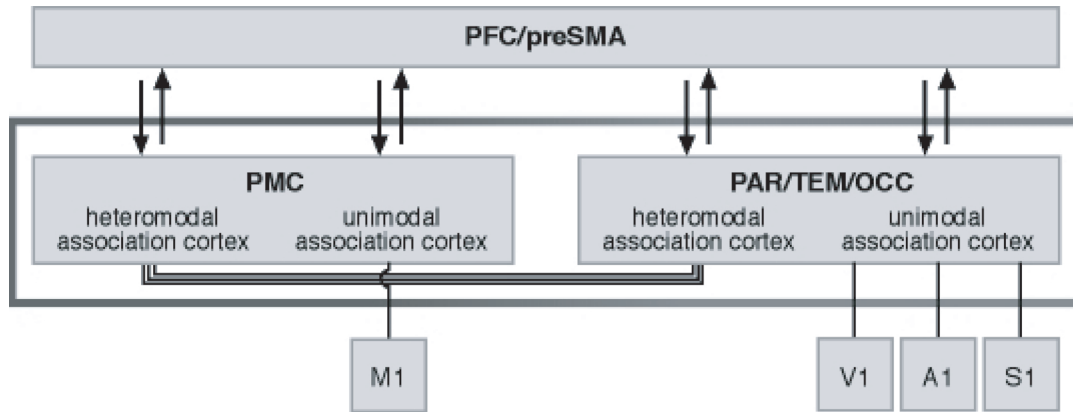 PFC/preSMA
PMC
heteromodal
association cortex
unimodal
association cortex
PAR/TEM/OCC
heteromodal
association cortex
unimodal
association cortex
M1
V1
A1
S1